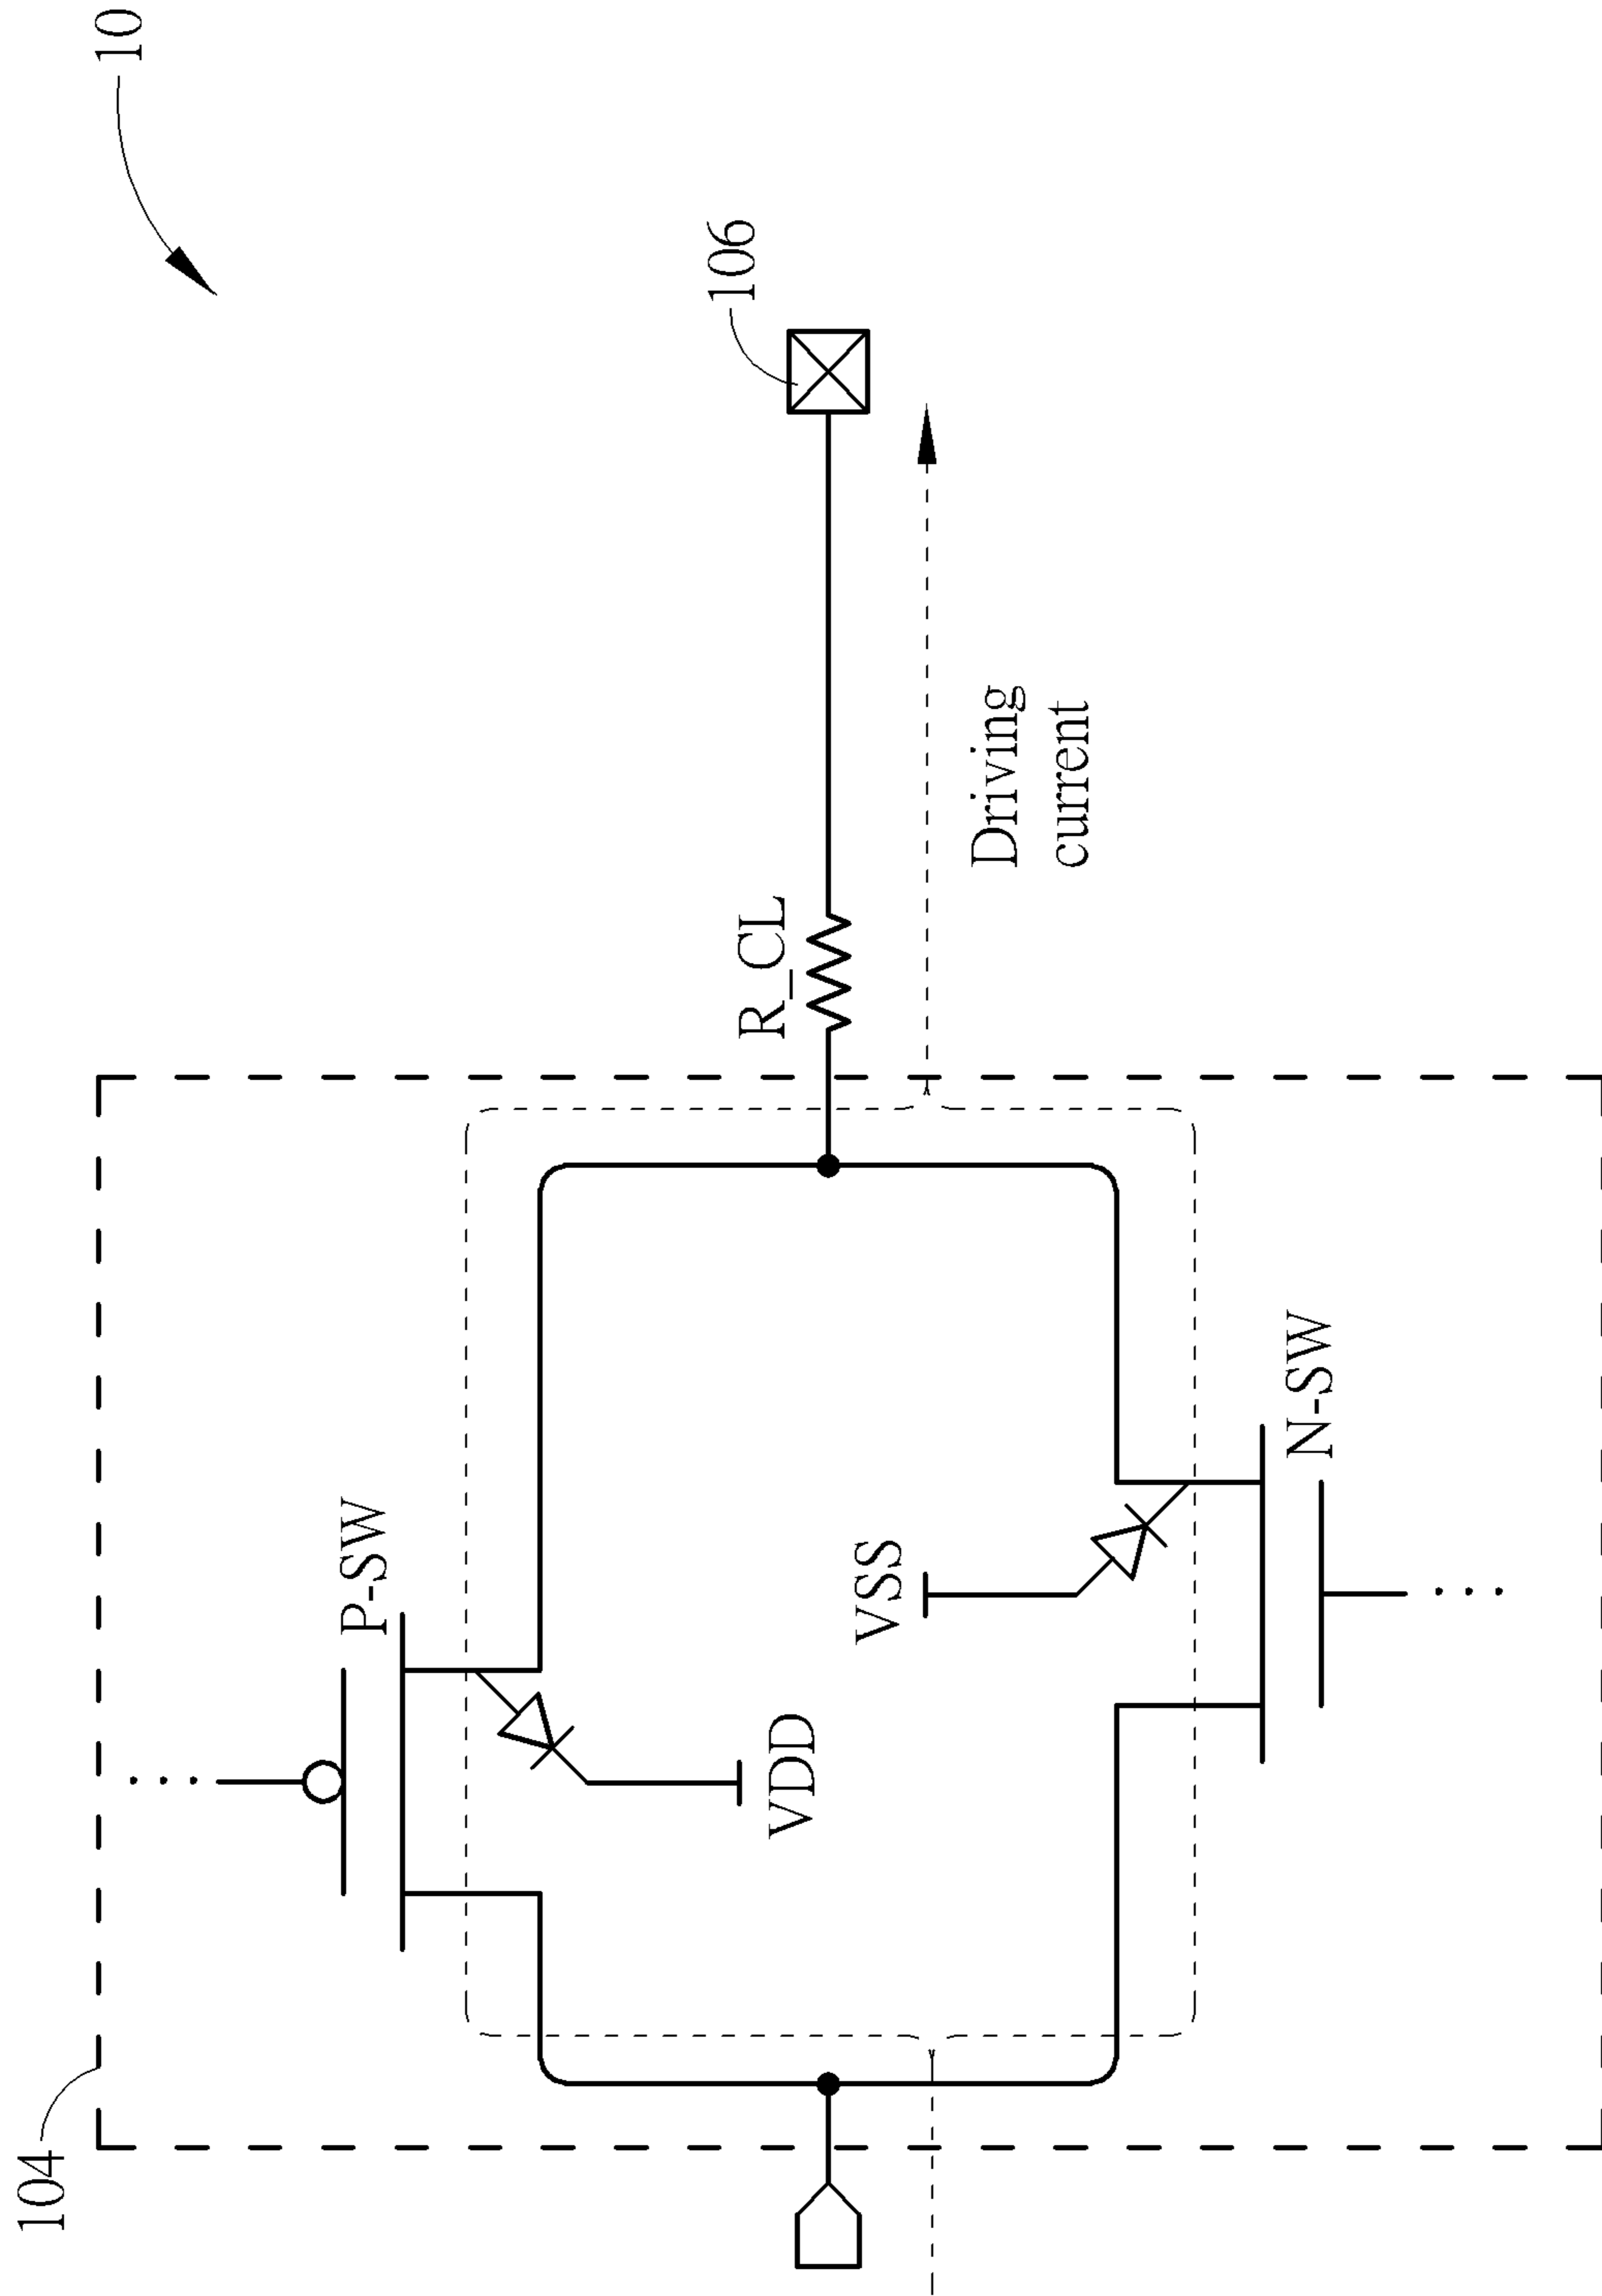 10
104
P-SW
VDD
VSS
N-SW
R_CL
106
Driving
current